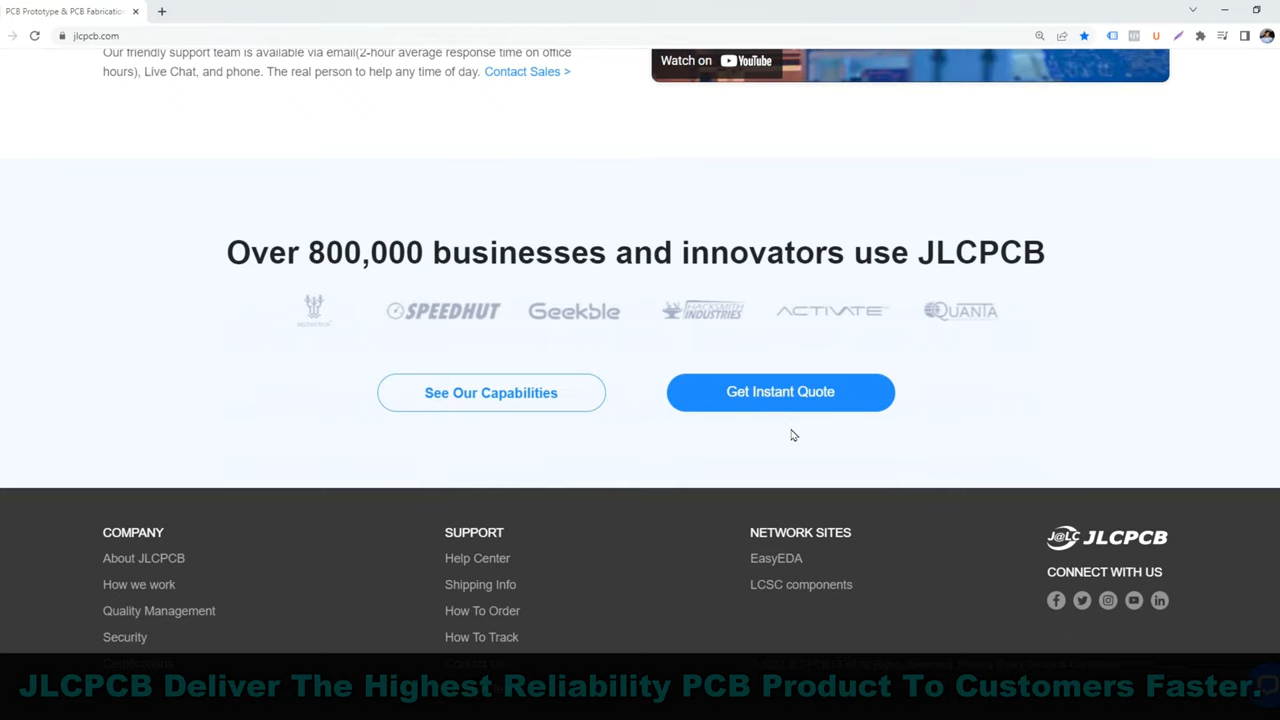 PCB Prototype & PCB Fabricatio
jlcpcb.com
Our friendly support team is available via email(2-hour average response time on office
hours), Live Chat, and phone. The real person to help any time of day. Contact Sales >
Watch on YouTube
Over 800,000 businesses and innovators use JLCPCB
SPEEDHUT
Geekble
HACKSMITH
INDUSTRIES
ACTIVATE
QUANTA
See Our Capabilities
Get Instant Quote
COMPANY
About JLCPCB
How we work
Quality Management
Security
Certifications
SUPPORT
Help Center
Shipping Info
How To Order
How To Track
NETWORK SITES
EasyEDA
LCSC components
J@LC JLCPCB
CONNECT WITH US
JLCPCB Deliver The Highest Reliability PCB Product To Customers Faster.